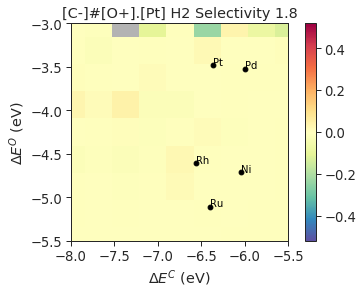 [C-]#[O+].[Pt] H2 Selectivity 1.8
−3.0
−3.5
−4.0
−4.5
−5.0
−5.5
ΔE^O (eV)
Pt
Pd
Rh
Ni
Ru
−8.0 −7.5 −7.0 −6.5 −6.0 −5.5
ΔE^C (eV)
0.4
0.2
0.0
−0.2
−0.4